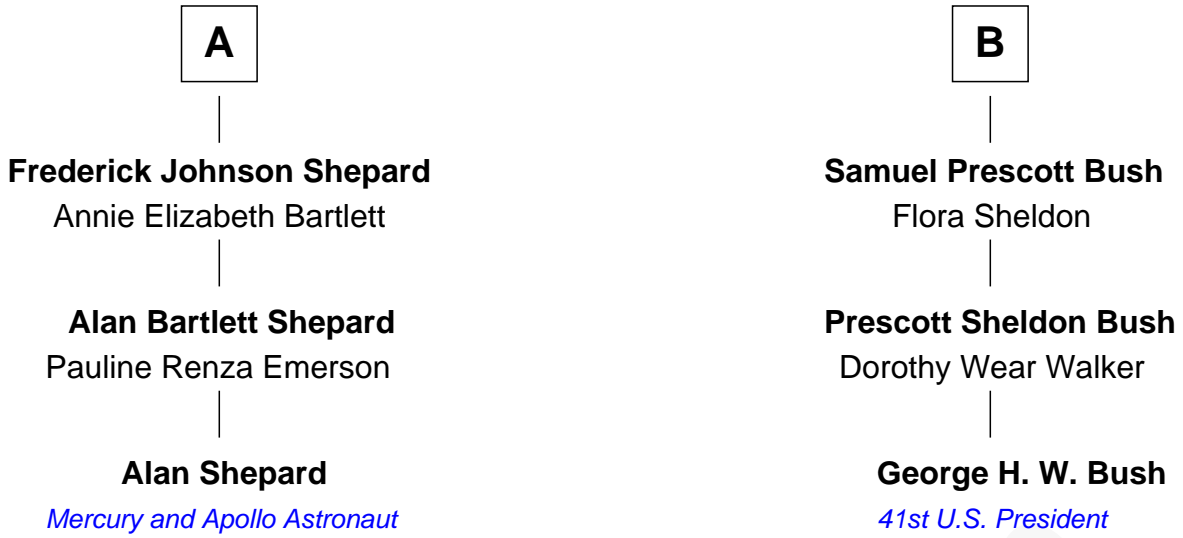 A
B
Frederick Johnson Shepard
Annie Elizabeth Bartlett
Samuel Prescott Bush
Flora Sheldon
Alan Bartlett Shepard
Pauline Renza Emerson
Prescott Sheldon Bush
Dorothy Wear Walker
Alan Shepard
Mercury and Apollo Astronaut
George H. W. Bush
41st U.S. President